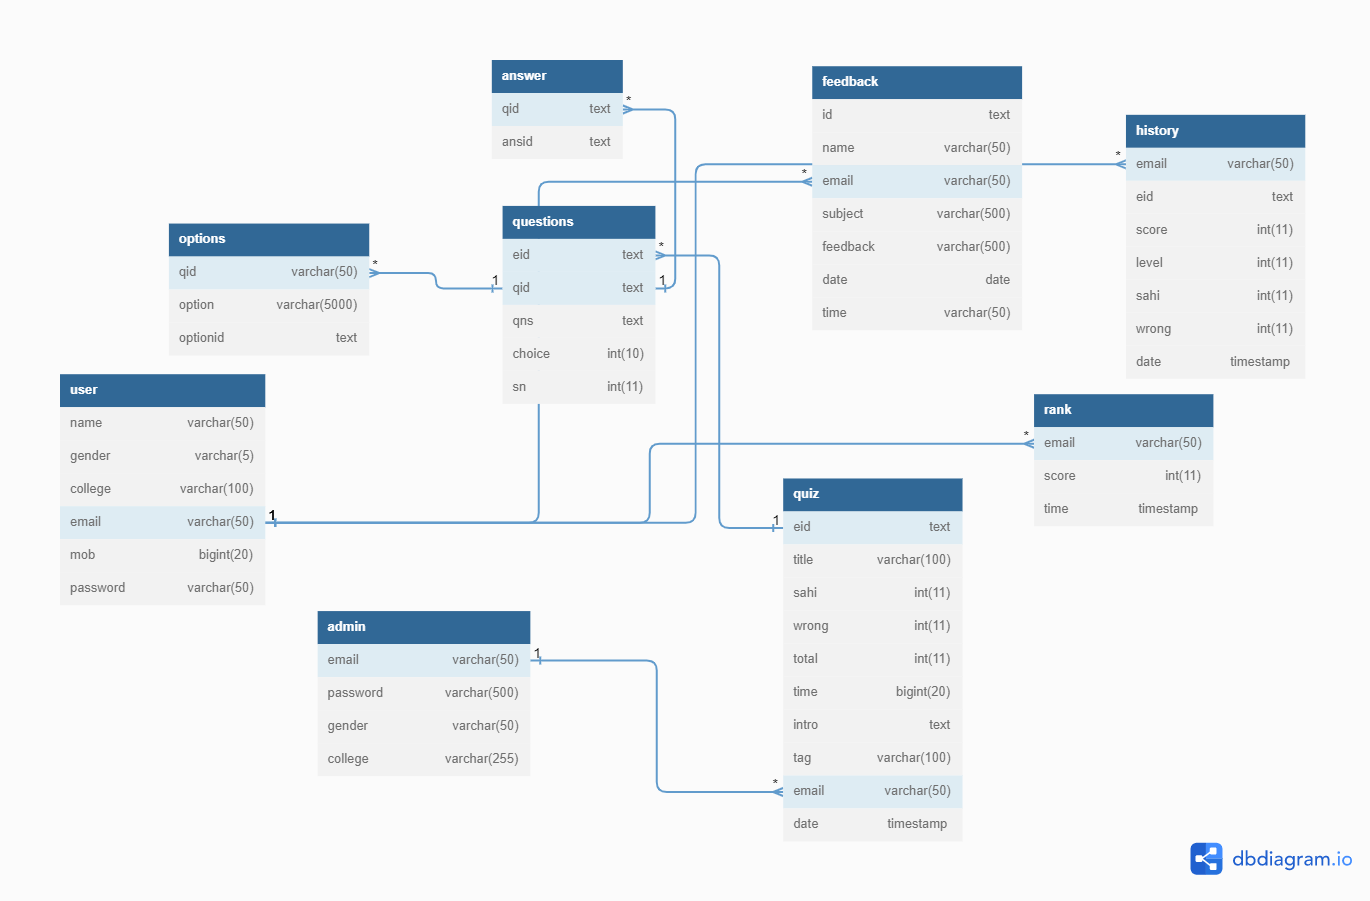 answer
qid text
ansid text
feedback
id text
name varchar(50)
email varchar(50)
subject varchar(500)
feedback varchar(500)
date date
time varchar(50)
history
email varchar(50)
eid text
score int(11)
level int(11)
sahi int(11)
wrong int(11)
date timestamp
questions
eid text
qid text
qns text
choice int(10)
sn int(11)
options
qid varchar(50)
option varchar(5000)
optionid text
user
name varchar(50)
gender varchar(5)
college varchar(100)
email varchar(50)
mob bigint(20)
password varchar(50)
rank
email varchar(50)
score int(11)
time timestamp
quiz
eid text
title varchar(100)
sahi int(11)
wrong int(11)
total int(11)
time bigint(20)
intro text
tag varchar(100)
email varchar(50)
date timestamp
admin
email varchar(50)
password varchar(500)
gender varchar(50)
college varchar(255)
*
*
*
*
*
*
*
1
1
1
1
1
dbdiagram.io